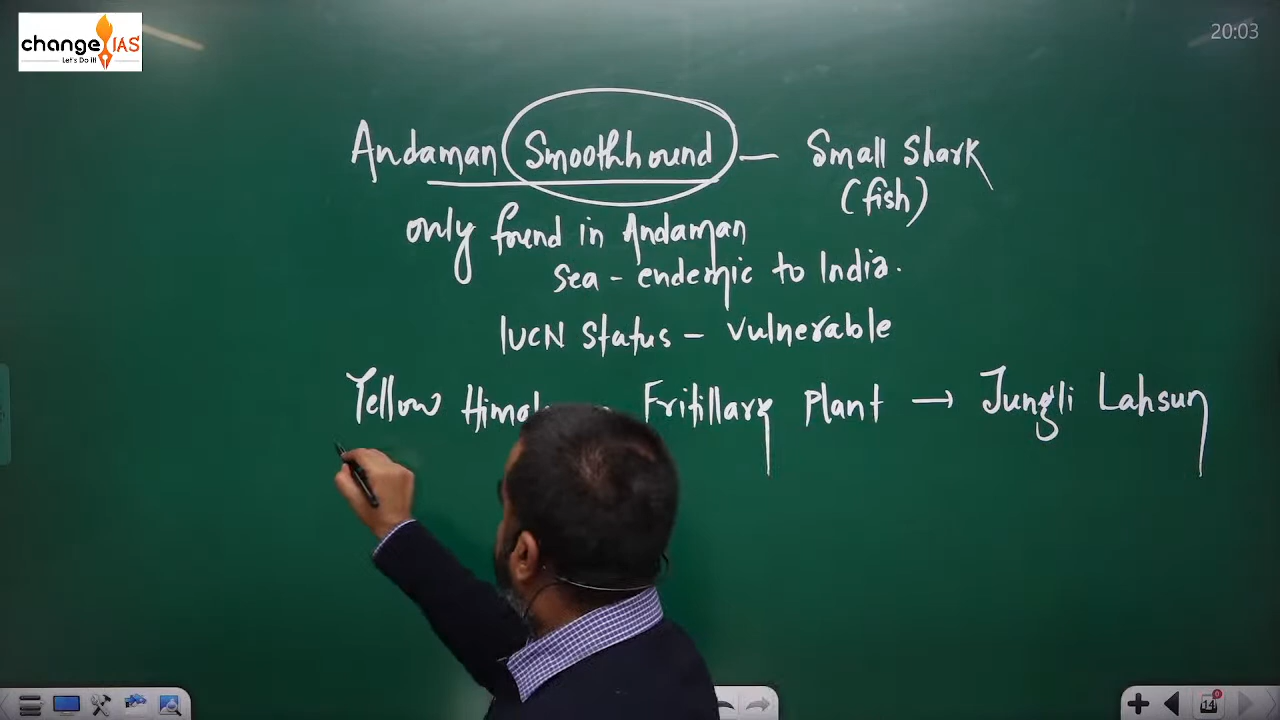 change IAS
Let's Do it!
20:03
Andaman Smoothhound — Small Shark
(fish)
only found in Andaman
Sea - endemic to India.
IUCN Status - Vulnerable
Yellow Fritillary Plant → Jungli Lahsun
14